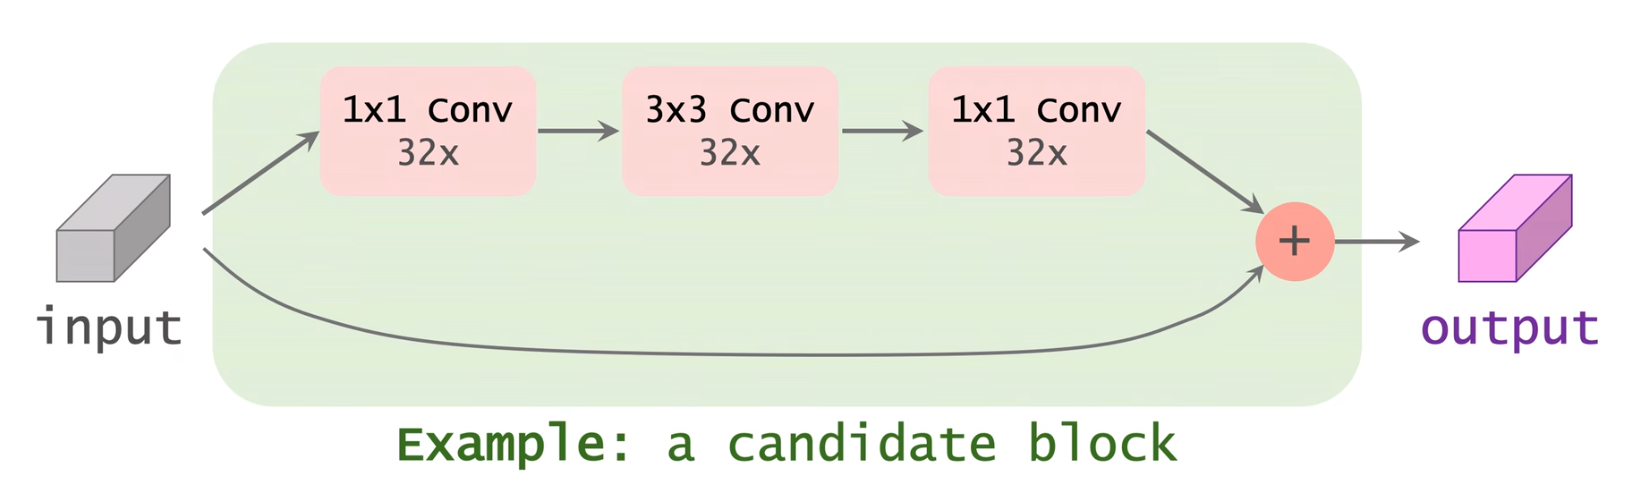 1x1 Conv
32x
3x3 Conv
32x
1x1 Conv
32x
+
input
output
Example: a candidate block